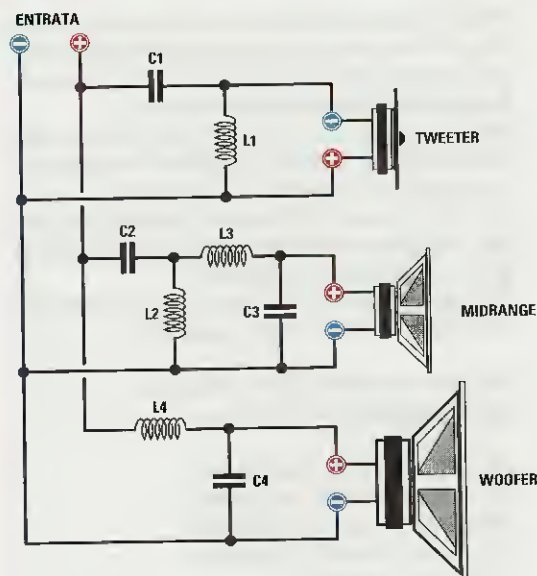 ENTRATA
C1
L1
TWEETER
C2
L3
L2
C3
MIDRANGE
L4
C4
WOOFER